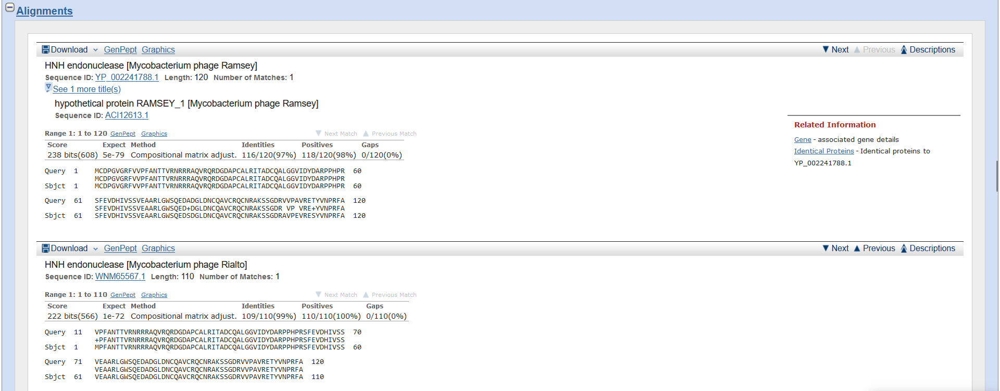 Alignments
Download GenPept Graphics Next Previous Descriptions
HNH endonuclease [Mycobacterium phage Ramsey]
Sequence ID: YP_002241788.1 Length: 120 Number of Matches: 1
See 1 more title(s)
hypothetical protein RAMSEY_1 [Mycobacterium phage Ramsey]
Sequence ID: ACI12613.1
Range 1: 1 to 120 GenPept Graphics Next Match Previous Match
Score Expect Method Identities Positives Gaps
238 bits(608) 5e-79 Compositional matrix adjust. 116/120(97%) 118/120(98%) 0/120(0%)
Query 1 MCDPGVGRFVVPFANTTVRNRRRAQVRQRDGDAPCALRITADCQALGGVIDYDARPPHPR 60
MCDPGVGRFVVPFANTTVRNRRRAQVRQRDGDAPCALRITADCQALGGVIDYDARPPHPR
Sbjct 1 MCDPGVGRFVVPFANTTVRNRRRAQVRQRDGDAPCALRITADCQALGGVIDYDARPPHPR 60
Query 61 SFEVDHIVSSVEAARLGWSQEDADGLDNCQAVCRQCNRAKSSGDRVVPAVRETYVNPRFA 120
SFEVDHIVSSVEAARLGWSQED+DGLDNCQAVCRQCNRAKSSGDR VP VRE+YVNPRFA
Sbjct 61 SFEVDHIVSSVEAARLGWSQEDSDGLDNCQAVCRQCNRAKSSGDRAVPEVRESYVNPRFA 120
Related Information
Gene - associated gene details
Identical Proteins - Identical proteins to
YP_002241788.1
Download GenPept Graphics Next Previous Descriptions
HNH endonuclease [Mycobacterium phage Rialto]
Sequence ID: WNM65567.1 Length: 110 Number of Matches: 1
Range 1: 1 to 110 GenPept Graphics Next Match Previous Match
Score Expect Method Identities Positives Gaps
222 bits(566) 1e-72 Compositional matrix adjust. 109/110(99%) 110/110(100%) 0/110(0%)
Query 11 VPFANTTVRNRRRAQVRQRDGDAPCALRITADCQALGGVIDYDARPPHPRSFEVDHIVSS 70
+PFANTTVRNRRRAQVRQRDGDAPCALRITADCQALGGVIDYDARPPHPRSFEVDHIVSS
Sbjct 1 MPFANTTVRNRRRAQVRQRDGDAPCALRITADCQALGGVIDYDARPPHPRSFEVDHIVSS 60
Query 71 VEAARLGWSQEDADGLDNCQAVCRQCNRAKSSGDRVVPAVRETYVNPRFA 120
VEAARLGWSQEDADGLDNCQAVCRQCNRAKSSGDRVVPAVRETYVNPRFA
Sbjct 61 VEAARLGWSQEDADGLDNCQAVCRQCNRAKSSGDRVVPAVRETYVNPRFA 110